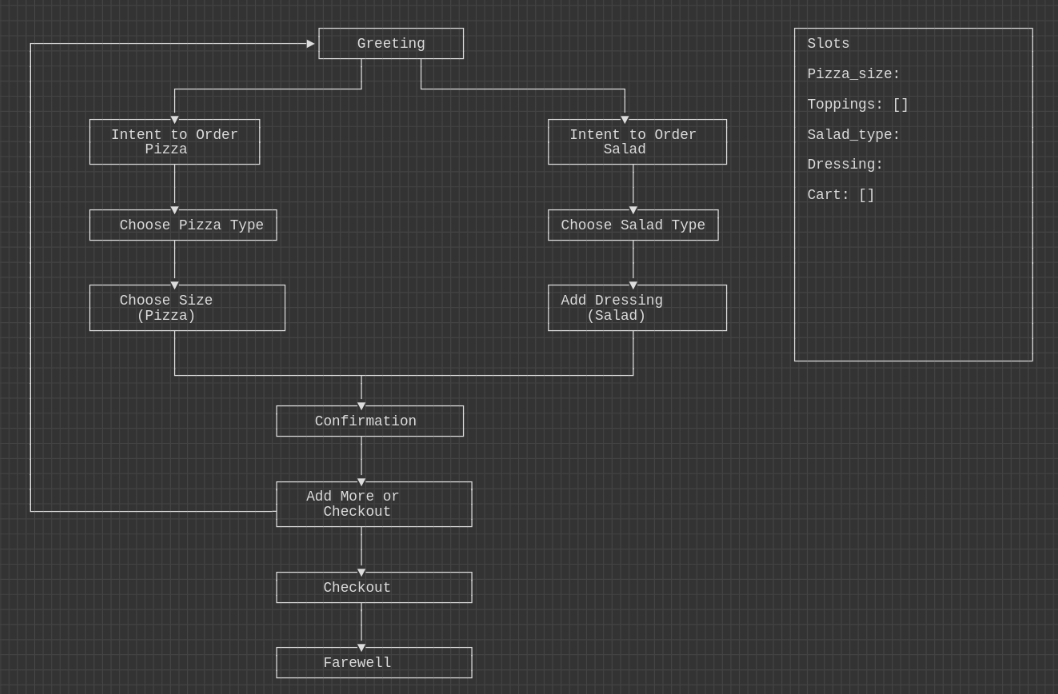 Greeting
Slots
Pizza_size:
Toppings: []
Salad_type:
Dressing:
Cart: []
Intent to Order
Pizza
Intent to Order
Salad
Choose Pizza Type
Choose Salad Type
Choose Size
(Pizza)
Add Dressing
(Salad)
Confirmation
Add More or
Checkout
Checkout
Farewell